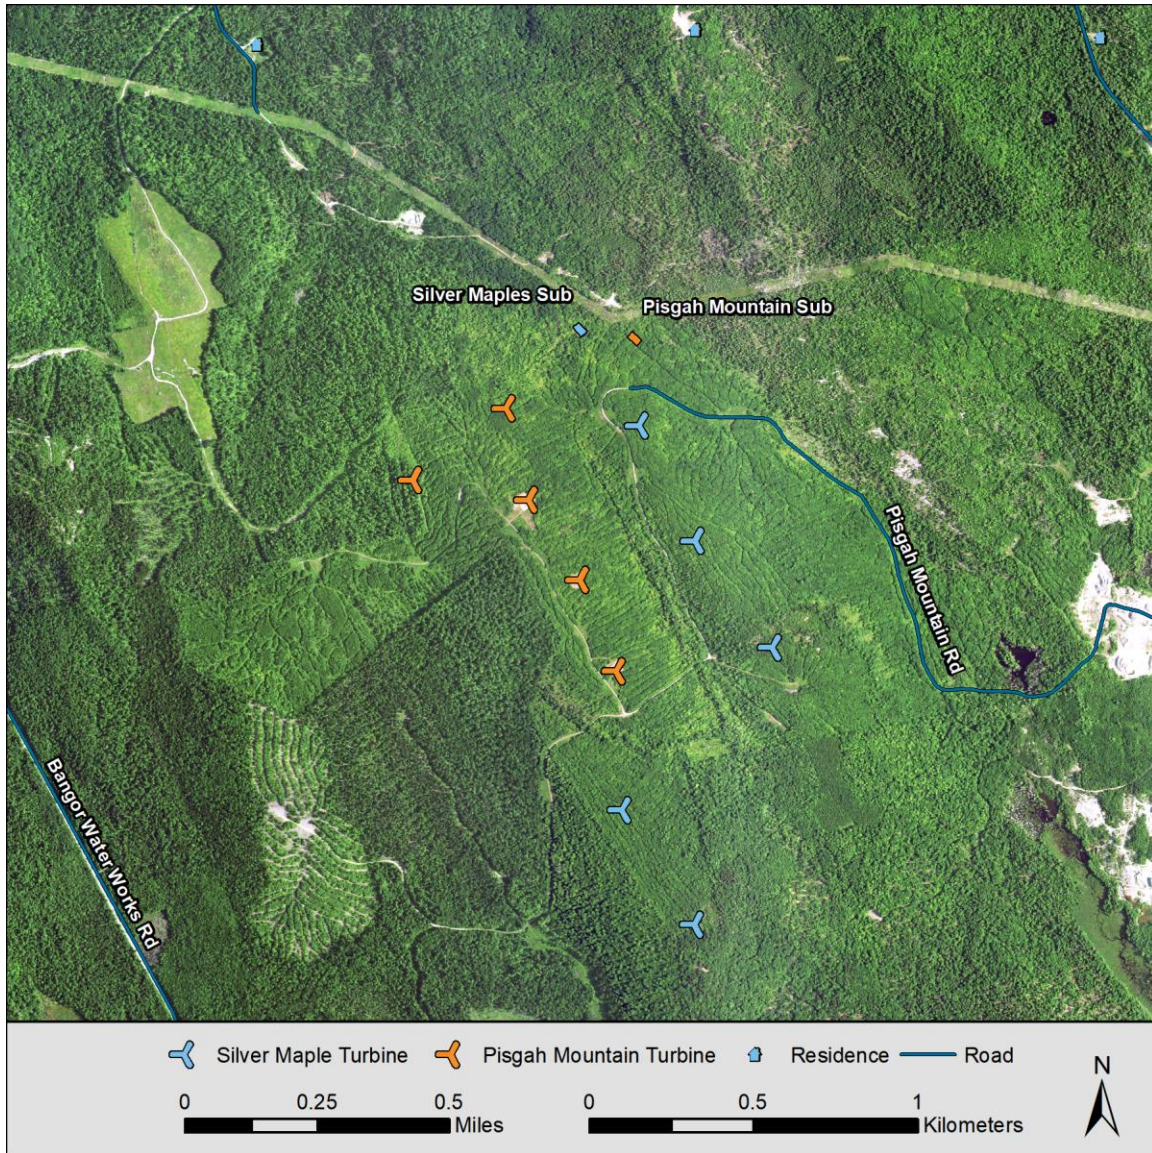 Silver Maples Sub
Pisgah Mountain Sub
Pisgah Mountain Rd
Bangor Water Works Rd
Silver Maple Turbine
Pisgah Mountain Turbine
Residence
Road
0 0.25 0.5
Miles
0 0.5 1
Kilometers
N